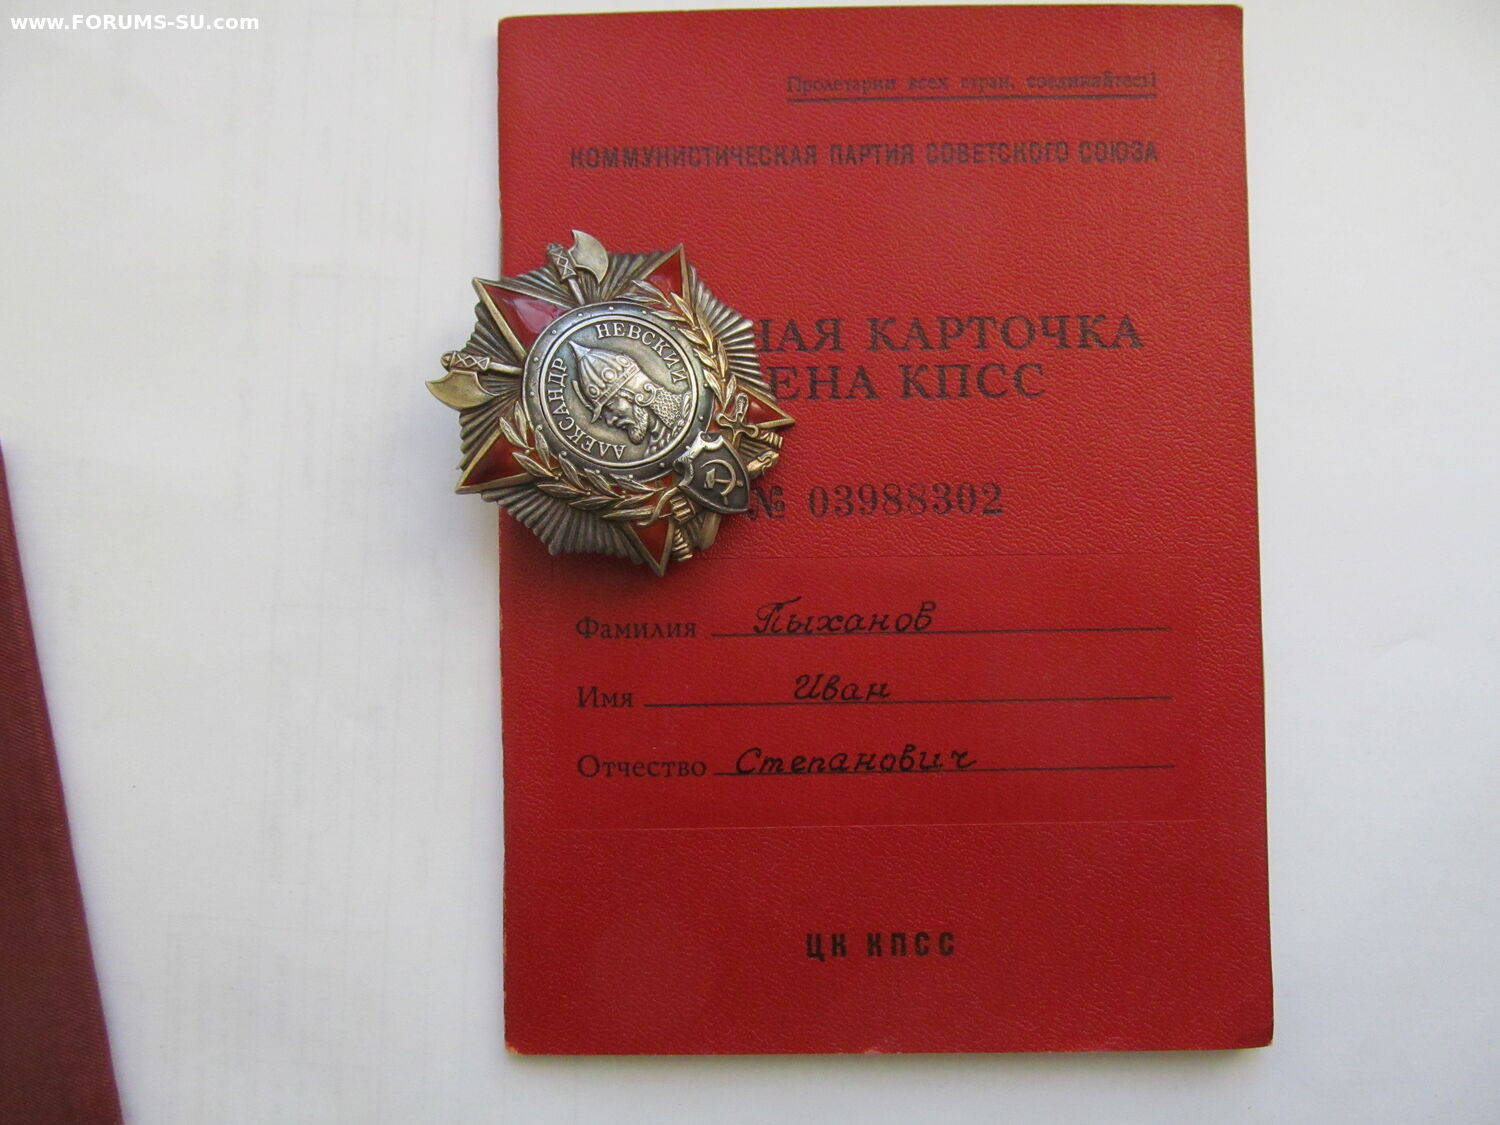 www.FORUMS-SU.com
Пролетарии всех стран, соединяйтесь!
КОММУНИСТИЧЕСКАЯ ПАРТИЯ СОВЕТСКОГО СОЮЗА
НАЯ КАРТОЧКА
ЕНА КПСС
№ 03988302
АЛЕКСАНДР НЕВСКИЙ
Фамилия Пыханов
Имя Иван
Отчество Степанович
ЦК КПСС